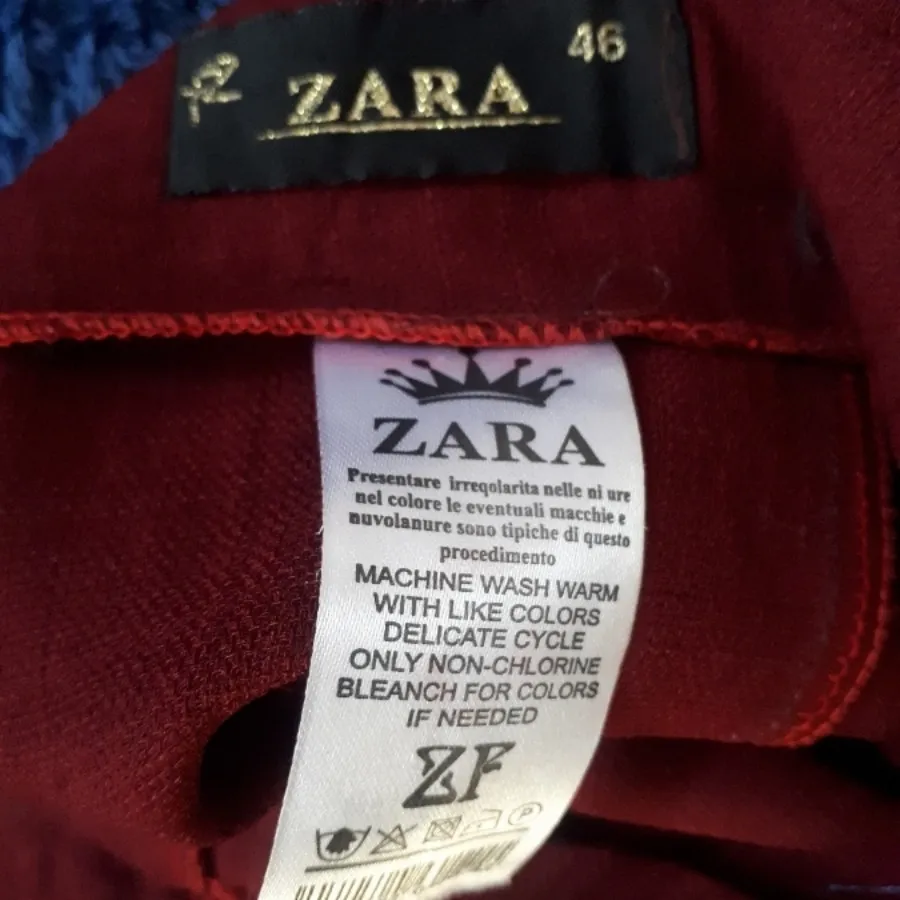 ZARA 46
ZARA
Presentare irreqolarita nelle ni ure
nel colore le eventuali macchie e
nuvolanure sono tipiche di questo
procedimento
MACHINE WASH WARM
WITH LIKE COLORS
DELICATE CYCLE
ONLY NON-CHLORINE
BLEANCH FOR COLORS
IF NEEDED
ZF
P